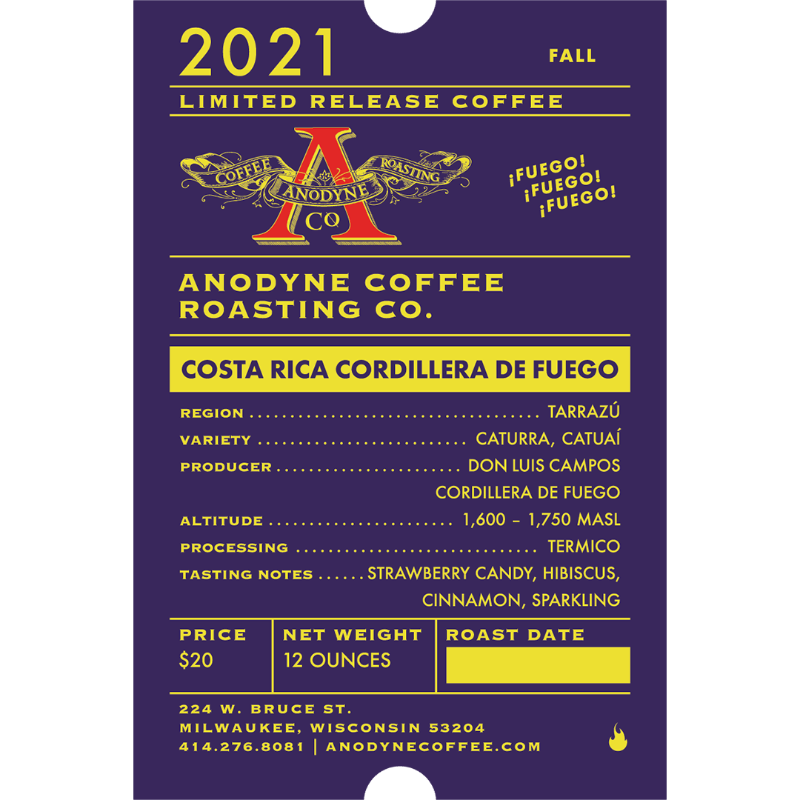 2021
FALL
LIMITED RELEASE COFFEE
COFFEE
ROASTING
ANODYNE
CO
¡FUEGO!
¡FUEGO!
¡FUEGO!
ANODYNE COFFEE
ROASTING CO.
COSTA RICA CORDILLERA DE FUEGO
REGION .................................... TARRAZÚ
VARIETY .......................... CATURRA, CATUAÍ
PRODUCER ....................... DON LUIS CAMPOS
CORDILLERA DE FUEGO
ALTITUDE ....................... 1,600 – 1,750 MASL
PROCESSING .............................. TERMICO
TASTING NOTES ...... STRAWBERRY CANDY, HIBISCUS,
CINNAMON, SPARKLING
PRICE
$20
NET WEIGHT
12 OUNCES
ROAST DATE
224 W. BRUCE ST.
MILWAUKEE, WISCONSIN 53204
414.276.8081 | ANODYNECOFFEE.COM